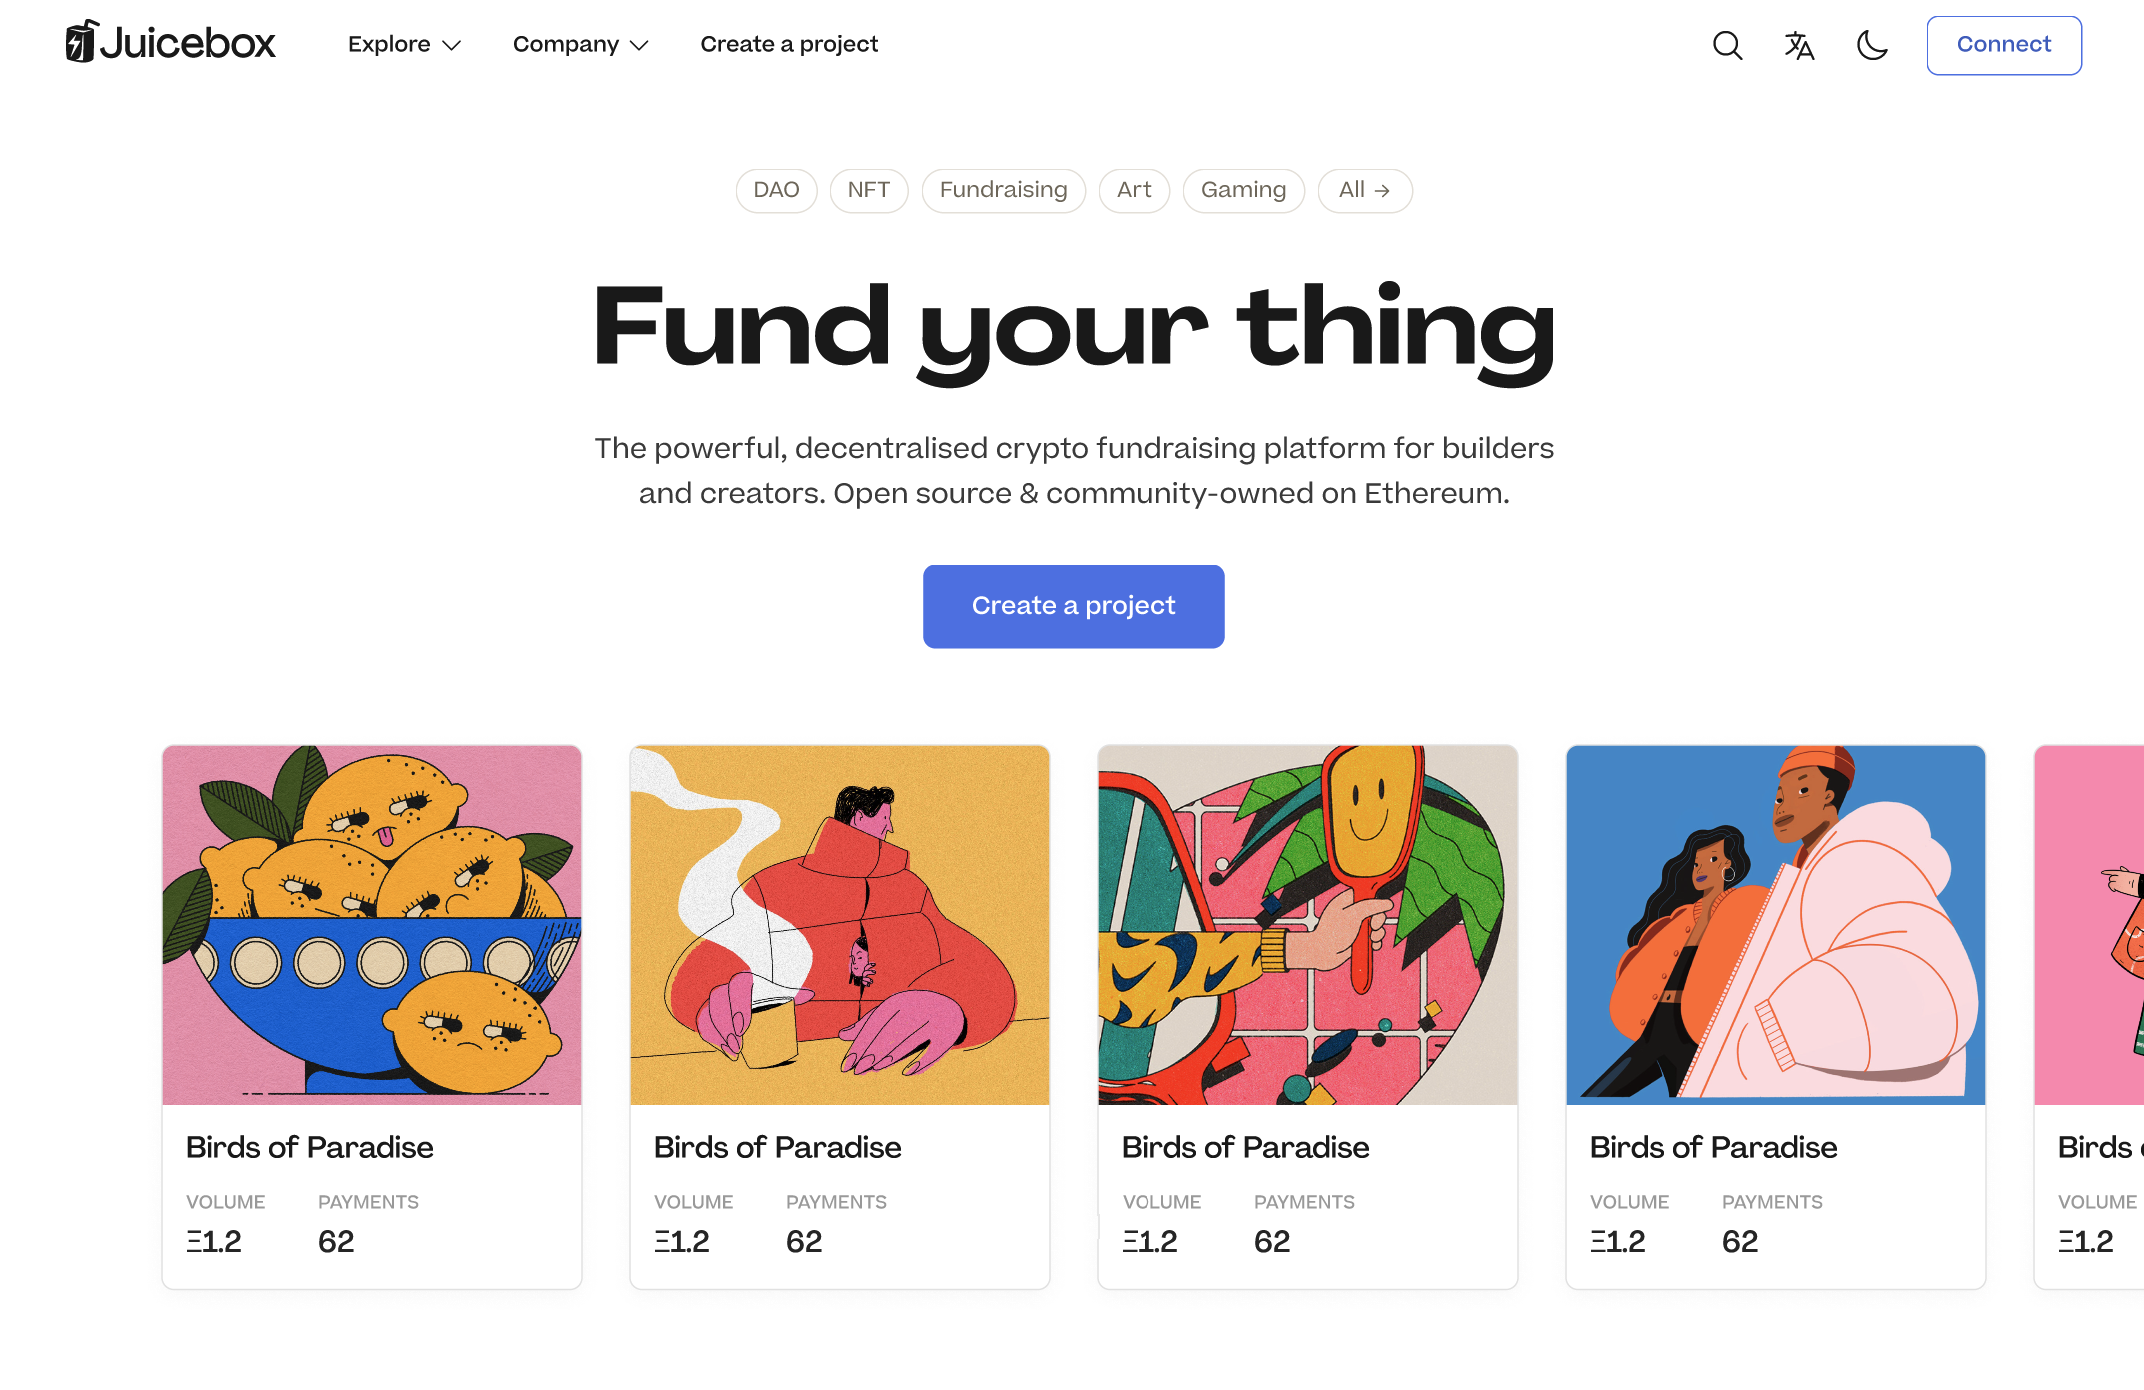 Juicebox
Explore
Company
Create a project
Connect
DAO
NFT
Fundraising
Art
Gaming
All →
Fund your thing
The powerful, decentralised crypto fundraising platform for builders
and creators. Open source & community-owned on Ethereum.
Create a project
Birds of Paradise
VOLUME PAYMENTS
Ξ1.2 62
Birds of Paradise
VOLUME PAYMENTS
Ξ1.2 62
Birds of Paradise
VOLUME PAYMENTS
Ξ1.2 62
Birds of Paradise
VOLUME PAYMENTS
Ξ1.2 62
Birds
VOLUME
Ξ1.2